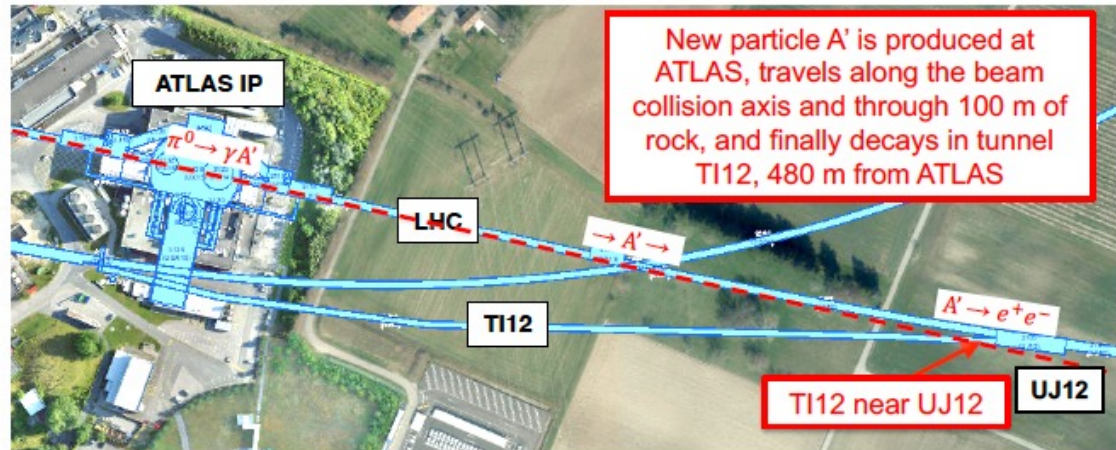 New particle A’ is produced at
ATLAS, travels along the beam
collision axis and through 100 m of
rock, and finally decays in tunnel
TI12, 480 m from ATLAS
ATLAS IP
π⁰→ γA’
LHC
→ A’ →
TI12
A’ → e⁺e⁻
TI12 near UJ12
UJ12